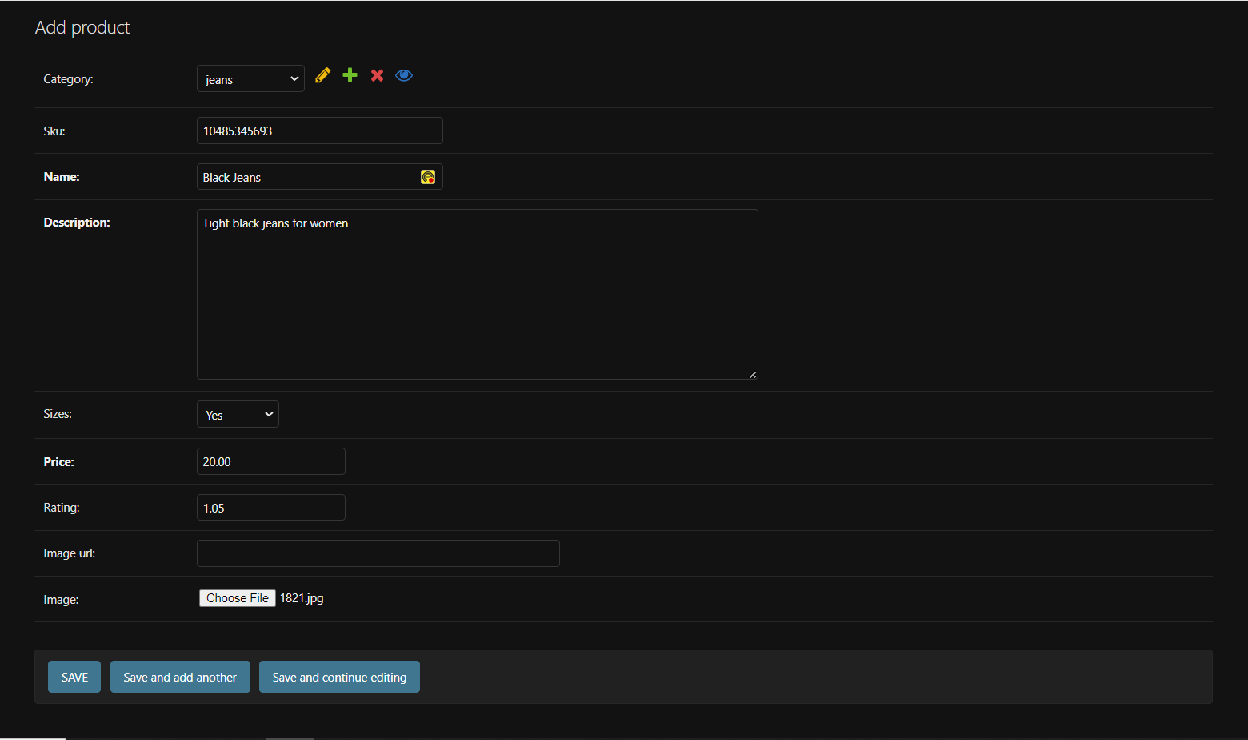 Add product
Category: jeans
Sku: 10485345693
Name: Black Jeans
Description: Tight black jeans for women
Sizes: Yes
Price: 20.00
Rating: 1.05
Image url:
Image: Choose File 1821.jpg
SAVE Save and add another Save and continue editing